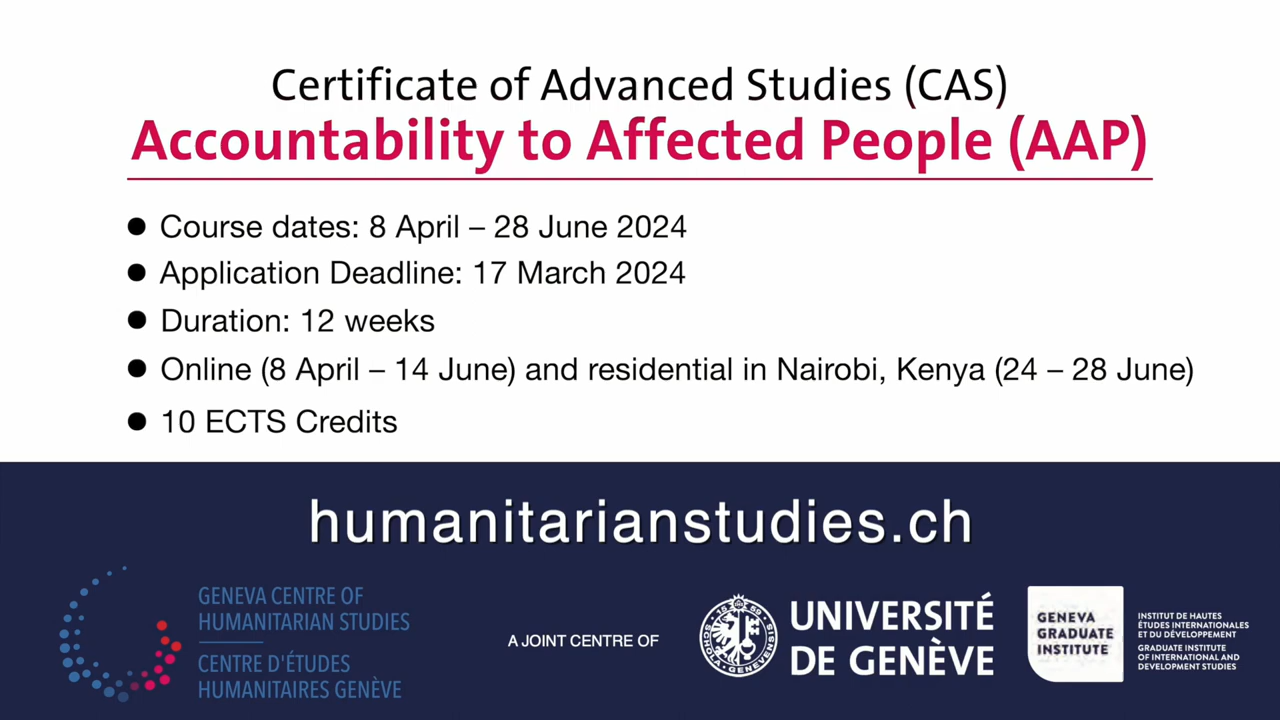 Certificate of Advanced Studies (CAS)
Accountability to Affected People (AAP)
● Course dates: 8 April – 28 June 2024
● Application Deadline: 17 March 2024
● Duration: 12 weeks
● Online (8 April – 14 June) and residential in Nairobi, Kenya (24 – 28 June)
● 10 ECTS Credits
humanitarianstudies.ch
GENEVA CENTRE OF
HUMANITARIAN STUDIES
CENTRE D'ÉTUDES
HUMANITAIRES GENÈVE
A JOINT CENTRE OF
SCHOLA GENEVENSIS
1559
UNIVERSITÉ
DE GENÈVE
GENEVA
GRADUATE
INSTITUTE
INSTITUT DE HAUTES
ÉTUDES INTERNATIONALES
ET DU DÉVELOPPEMENT
GRADUATE INSTITUTE
OF INTERNATIONAL AND
DEVELOPMENT STUDIES